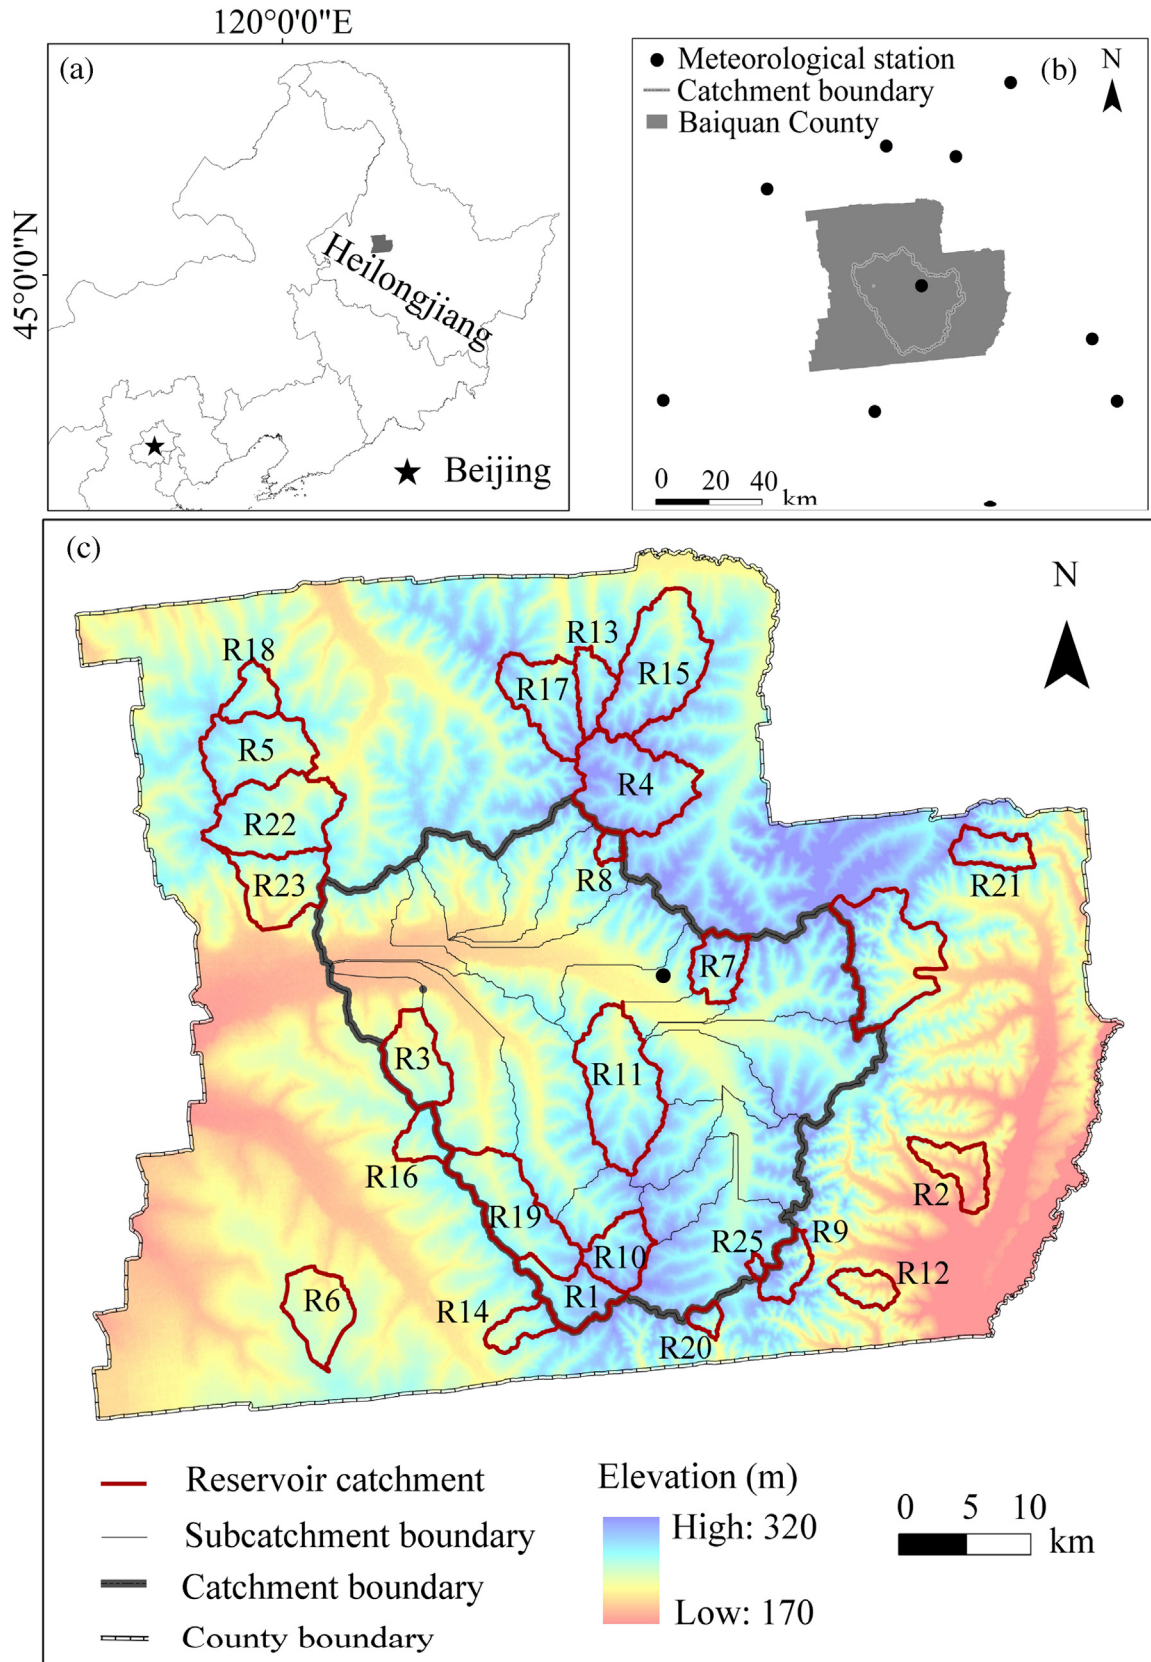 120°0'0"E
(a)
45°0'0"N
Heilongjiang
★ Beijing
Meteorological station
Catchment boundary
Baiquan County
(b)
N
0 20 40
km
(c)
N
R18
R13
R17
R15
R5
R4
R22
R8
R23
R21
R7
R3
R11
R16
R2
R19
R25
R9
R10
R12
R6
R14
R1
R20
Reservoir catchment
Subcatchment boundary
Catchment boundary
County boundary
Elevation (m)
High: 320
Low: 170
0 5 10
km